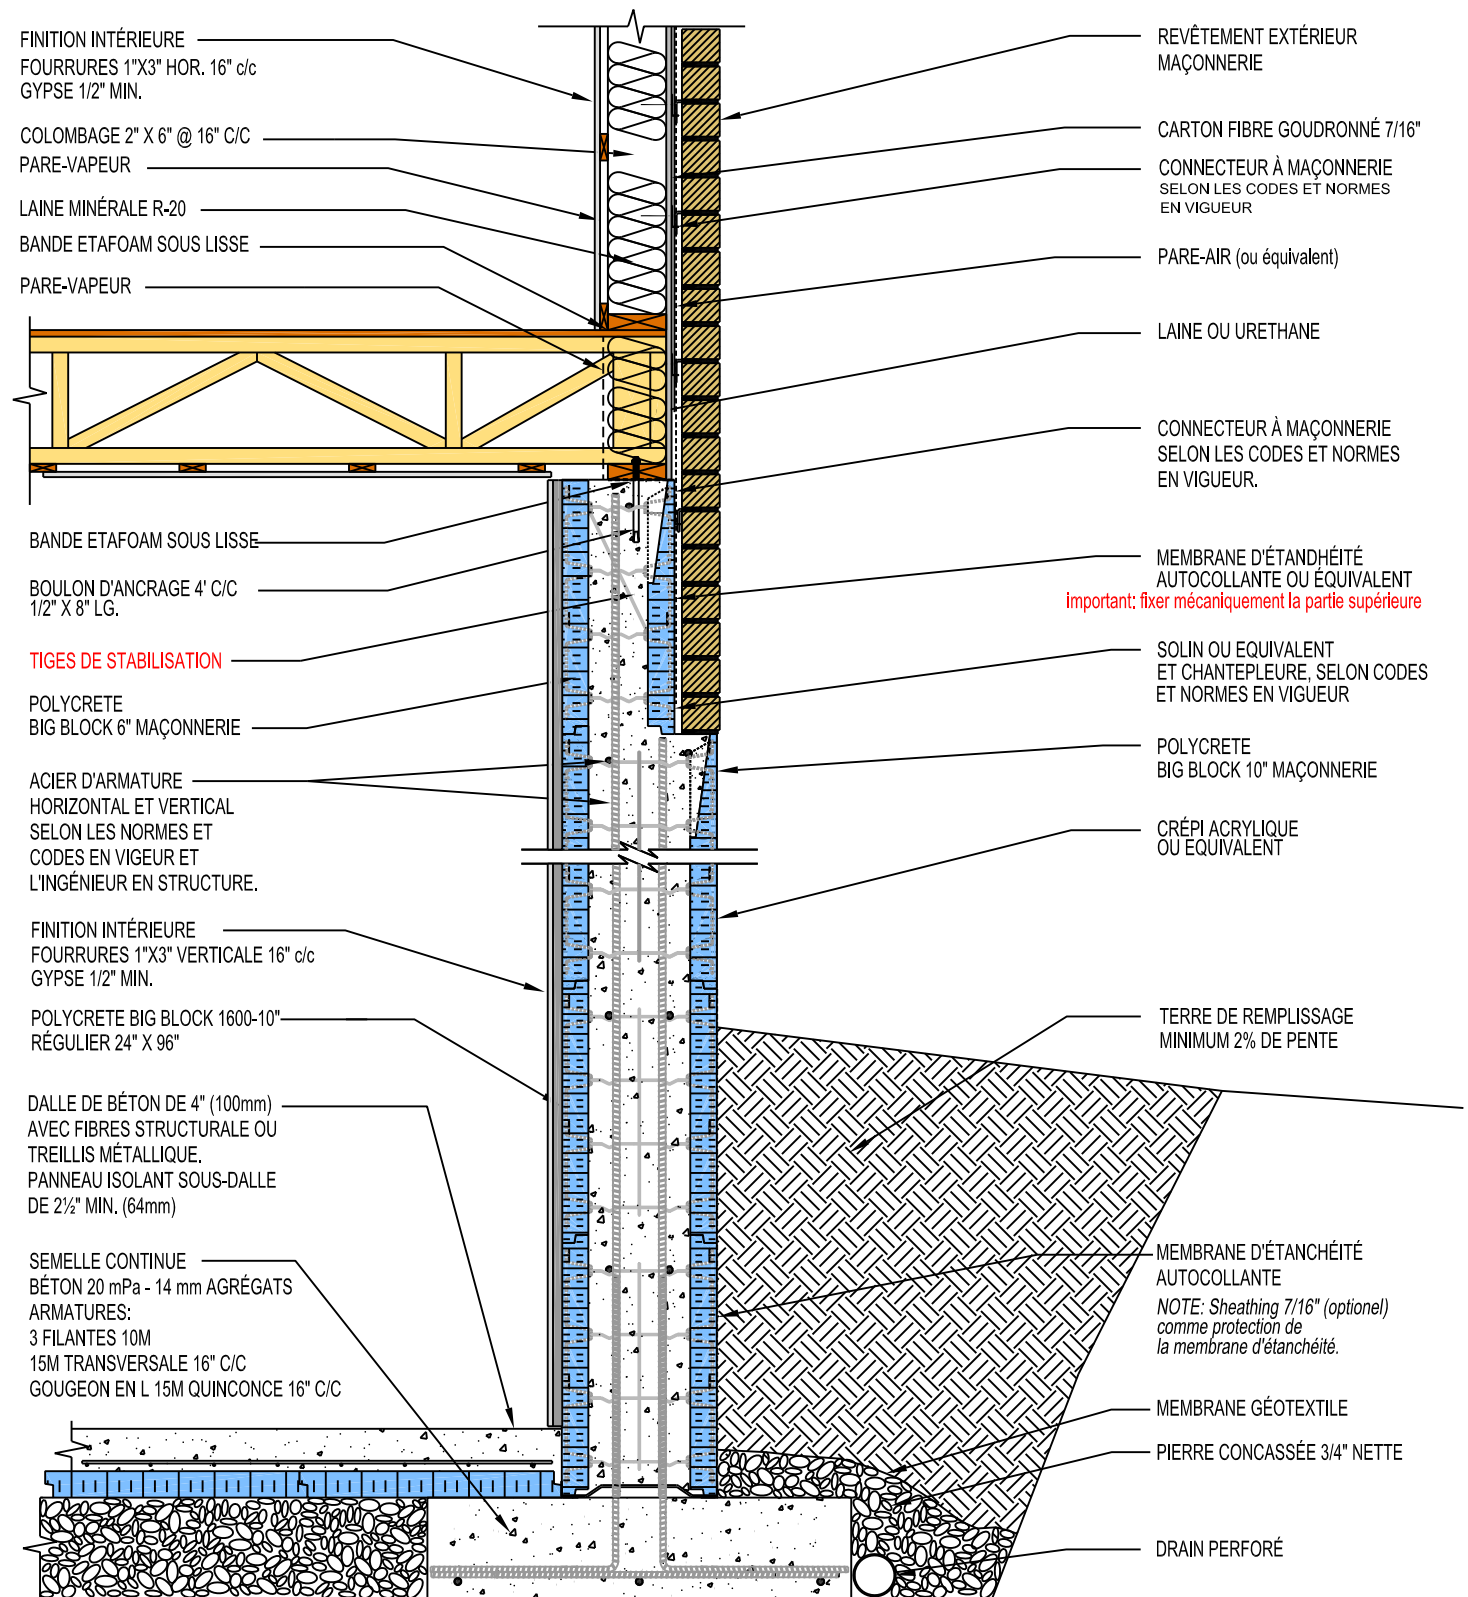 FINITION INTÉRIEURE
FOURRURES 1"X3" HOR. 16" c/c
GYPSE 1/2" MIN.
COLOMBAGE 2" X 6" @ 16" C/C
PARE-VAPEUR
LAINE MINÉRALE R-20
BANDE ETAFOAM SOUS LISSE
PARE-VAPEUR
BANDE ETAFOAM SOUS LISSE
BOULON D'ANCRAGE 4' C/C
1/2" X 8" LG.
TIGES DE STABILISATION
POLYCRETE
BIG BLOCK 6" MAÇONNERIE
ACIER D'ARMATURE
HORIZONTAL ET VERTICAL
SELON LES NORMES ET
CODES EN VIGEUR ET
L'INGÉNIEUR EN STRUCTURE.
FINITION INTÉRIEURE
FOURRURES 1"X3" VERTICALE 16" c/c
GYPSE 1/2" MIN.
POLYCRETE BIG BLOCK 1600-10"
RÉGULIER 24" X 96"
DALLE DE BÉTON DE 4" (100mm)
AVEC FIBRES STRUCTURALE OU
TREILLIS MÉTALLIQUE.
PANNEAU ISOLANT SOUS-DALLE
DE 2½" MIN. (64mm)
SEMELLE CONTINUE
BÉTON 20 mPa - 14 mm AGRÉGATS
ARMATURES:
3 FILANTES 10M
15M TRANSVERSALE 16" C/C
GOUGEON EN L 15M QUINCONCE 16" C/C
REVÊTEMENT EXTÉRIEUR
MAÇONNERIE
CARTON FIBRE GOUDRONNÉ 7/16"
CONNECTEUR À MAÇONNERIE
SELON LES CODES ET NORMES
EN VIGUEUR
PARE-AIR (ou équivalent)
LAINE OU URETHANE
CONNECTEUR À MAÇONNERIE
SELON LES CODES ET NORMES
EN VIGUEUR.
MEMBRANE D'ÉTANDHÉITÉ
AUTOCOLLANTE OU ÉQUIVALENT
important: fixer mécaniquement la partie supérieure
SOLIN OU EQUIVALENT
ET CHANTEPLEURE, SELON CODES
ET NORMES EN VIGUEUR
POLYCRETE
BIG BLOCK 10" MAÇONNERIE
CRÉPI ACRYLIQUE
OU EQUIVALENT
TERRE DE REMPLISSAGE
MINIMUM 2% DE PENTE
MEMBRANE D'ÉTANCHÉITÉ
AUTOCOLLANTE
NOTE: Sheathing 7/16" (optionel)
comme protection de
la membrane d'étanchéité.
MEMBRANE GÉOTEXTILE
PIERRE CONCASSÉE 3/4" NETTE
DRAIN PERFORÉ